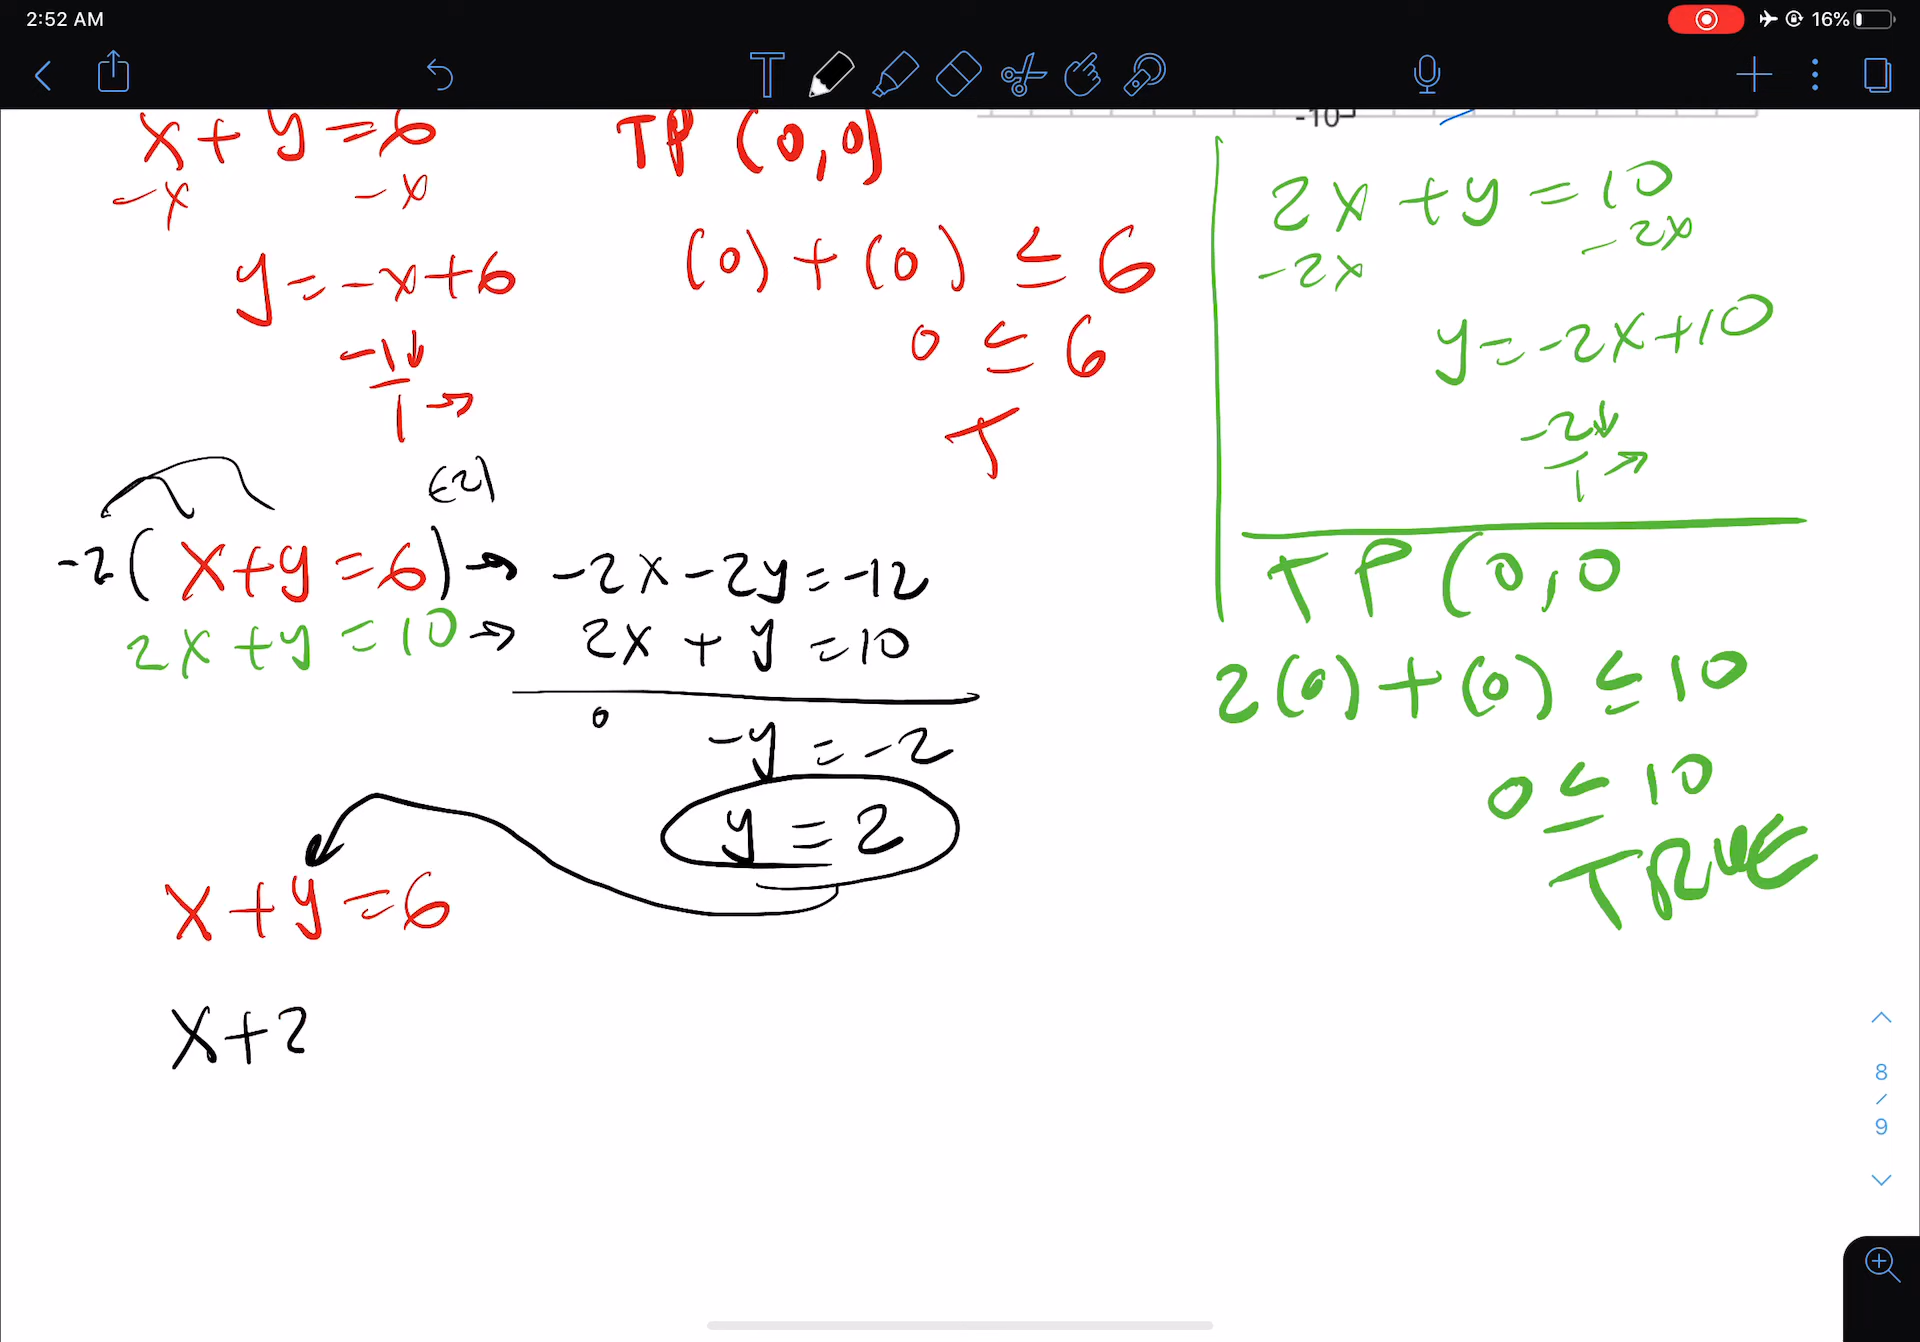 2:52 AM
16%
x + y = 6
-x -x
y = -x + 6
-1↓
1 →
TP (0,0)
(0) + (0) ≤ 6
0 ≤ 6
T
-10
2x + y = 10
-2x -2x
y = -2x + 10
-2↓
1 →
TP (0,0
2(0) + (0) ≤ 10
0 ≤ 10
TRUE
(-2)
-2( x + y = 6 ) → -2x - 2y = -12
2x + y = 10 → 2x + y = 10
0 -y = -2
y = 2
x + y = 6
x + 2
8
/
9